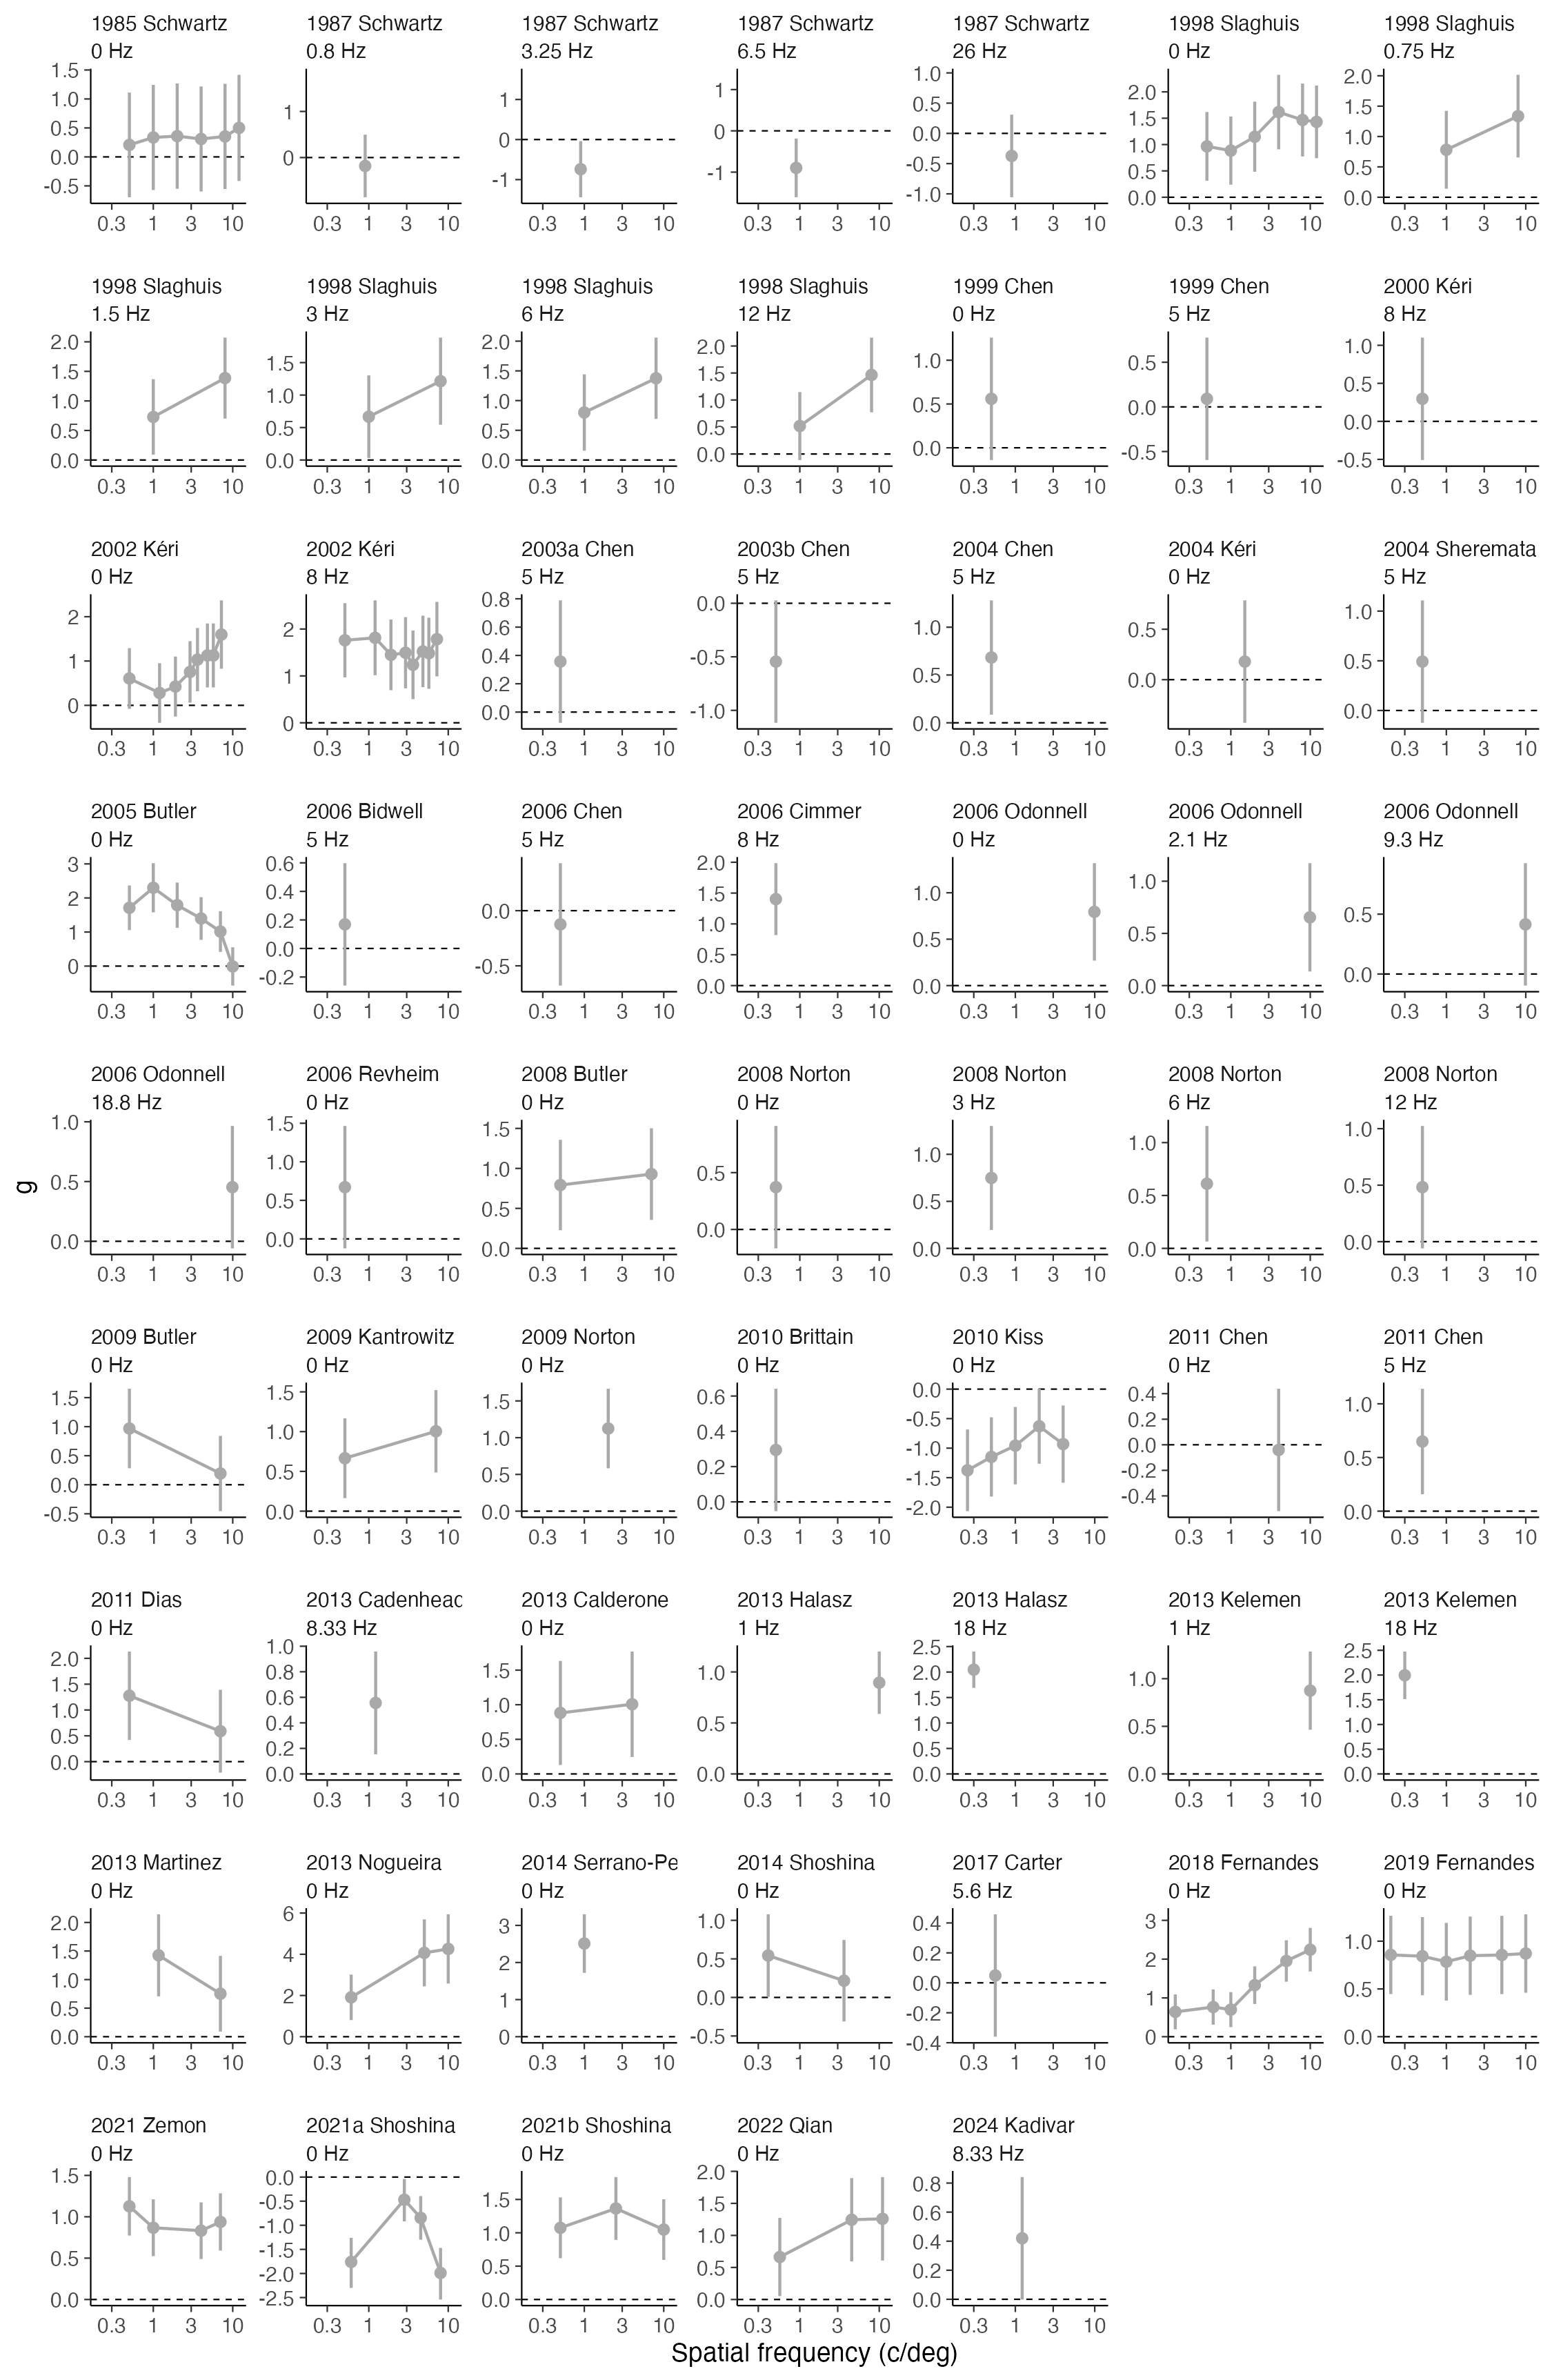 1985 Schwartz
0 Hz
1.5
1.0
0.5
0.0
-0.5
0.3 1 3 10
1987 Schwartz
0.8 Hz
1
0
0.3 1 3 10
1987 Schwartz
3.25 Hz
1
0
-1
0.3 1 3 10
1987 Schwartz
6.5 Hz
1
0
-1
0.3 1 3 10
1987 Schwartz
26 Hz
1.0
0.5
0.0
-0.5
-1.0
0.3 1 3 10
1998 Slaghuis
0 Hz
2.0
1.5
1.0
0.5
0.0
0.3 1 3 10
1998 Slaghuis
0.75 Hz
2.0
1.5
1.0
0.5
0.0
0.3 1 3 10
1998 Slaghuis
1.5 Hz
2.0
1.5
1.0
0.5
0.0
0.3 1 3 10
1998 Slaghuis
3 Hz
1.5
1.0
0.5
0.0
0.3 1 3 10
1998 Slaghuis
6 Hz
2.0
1.5
1.0
0.5
0.0
0.3 1 3 10
1998 Slaghuis
12 Hz
2.0
1.5
1.0
0.5
0.0
0.3 1 3 10
1999 Chen
0 Hz
1.0
0.5
0.0
0.3 1 3 10
1999 Chen
5 Hz
0.5
0.0
-0.5
0.3 1 3 10
2000 Kéri
8 Hz
1.0
0.5
0.0
-0.5
0.3 1 3 10
2002 Kéri
0 Hz
2
1
0
0.3 1 3 10
2002 Kéri
8 Hz
2
1
0
0.3 1 3 10
2003a Chen
5 Hz
0.8
0.6
0.4
0.2
0.0
0.3 1 3 10
2003b Chen
5 Hz
0.0
-0.5
-1.0
0.3 1 3 10
2004 Chen
5 Hz
1.0
0.5
0.0
0.3 1 3 10
2004 Kéri
0 Hz
0.5
0.0
0.3 1 3 10
2004 Sheremata
5 Hz
1.0
0.5
0.0
0.3 1 3 10
2005 Butler
0 Hz
3
2
1
0
0.3 1 3 10
2006 Bidwell
5 Hz
0.6
0.4
0.2
0.0
-0.2
0.3 1 3 10
2006 Chen
5 Hz
0.0
-0.5
0.3 1 3 10
2006 Cimmer
8 Hz
2.0
1.5
1.0
0.5
0.0
0.3 1 3 10
2006 Odonnell
0 Hz
1.0
0.5
0.0
0.3 1 3 10
2006 Odonnell
2.1 Hz
1.0
0.5
0.0
0.3 1 3 10
2006 Odonnell
9.3 Hz
0.5
0.0
0.3 1 3 10
2006 Odonnell
18.8 Hz
1.0
0.5
0.0
0.3 1 3 10
2006 Revheim
0 Hz
1.5
1.0
0.5
0.0
0.3 1 3 10
2008 Butler
0 Hz
1.5
1.0
0.5
0.0
0.3 1 3 10
2008 Norton
0 Hz
0.5
0.0
0.3 1 3 10
2008 Norton
3 Hz
1.0
0.5
0.0
0.3 1 3 10
2008 Norton
6 Hz
1.0
0.5
0.0
0.3 1 3 10
2008 Norton
12 Hz
1.0
0.5
0.0
0.3 1 3 10
g
2009 Butler
0 Hz
1.5
1.0
0.5
0.0
-0.5
0.3 1 3 10
2009 Kantrowitz
0 Hz
1.5
1.0
0.5
0.0
0.3 1 3 10
2009 Norton
0 Hz
1.5
1.0
0.5
0.0
0.3 1 3 10
2010 Brittain
0 Hz
0.6
0.4
0.2
0.0
0.3 1 3 10
2010 Kiss
0 Hz
0.0
-0.5
-1.0
-1.5
-2.0
0.3 1 3 10
2011 Chen
0 Hz
0.4
0.2
0.0
-0.2
-0.4
0.3 1 3 10
2011 Chen
5 Hz
1.0
0.5
0.0
0.3 1 3 10
2011 Dias
0 Hz
2.0
1.5
1.0
0.5
0.0
0.3 1 3 10
2013 Cadenheac
8.33 Hz
1.0
0.8
0.6
0.4
0.2
0.0
0.3 1 3 10
2013 Calderone
0 Hz
1.5
1.0
0.5
0.0
0.3 1 3 10
2013 Halasz
1 Hz
1.0
0.5
0.0
0.3 1 3 10
2013 Halasz
18 Hz
2.5
2.0
1.5
1.0
0.5
0.0
0.3 1 3 10
2013 Kelemen
1 Hz
1.0
0.5
0.0
0.3 1 3 10
2013 Kelemen
18 Hz
2.5
2.0
1.5
1.0
0.5
0.0
0.3 1 3 10
2013 Martinez
0 Hz
2.0
1.5
1.0
0.5
0.0
0.3 1 3 10
2013 Nogueira
0 Hz
6
4
2
0
0.3 1 3 10
2014 Serrano-Pe
0 Hz
3
2
1
0
0.3 1 3 10
2014 Shoshina
0 Hz
1.0
0.5
0.0
-0.5
0.3 1 3 10
2017 Carter
5.6 Hz
0.4
0.2
0.0
-0.2
-0.4
0.3 1 3 10
2018 Fernandes
0 Hz
3
2
1
0
0.3 1 3 10
2019 Fernandes
0 Hz
1.0
0.5
0.0
0.3 1 3 10
2021 Zemon
0 Hz
1.5
1.0
0.5
0.0
0.3 1 3 10
2021a Shoshina
0 Hz
0.0
-0.5
-1.0
-1.5
-2.0
-2.5
0.3 1 3 10
2021b Shoshina
0 Hz
1.5
1.0
0.5
0.0
0.3 1 3 10
2022 Qian
0 Hz
2.0
1.5
1.0
0.5
0.0
0.3 1 3 10
2024 Kadivar
8.33 Hz
0.8
0.6
0.4
0.2
0.0
0.3 1 3 10
Spatial frequency (c/deg)